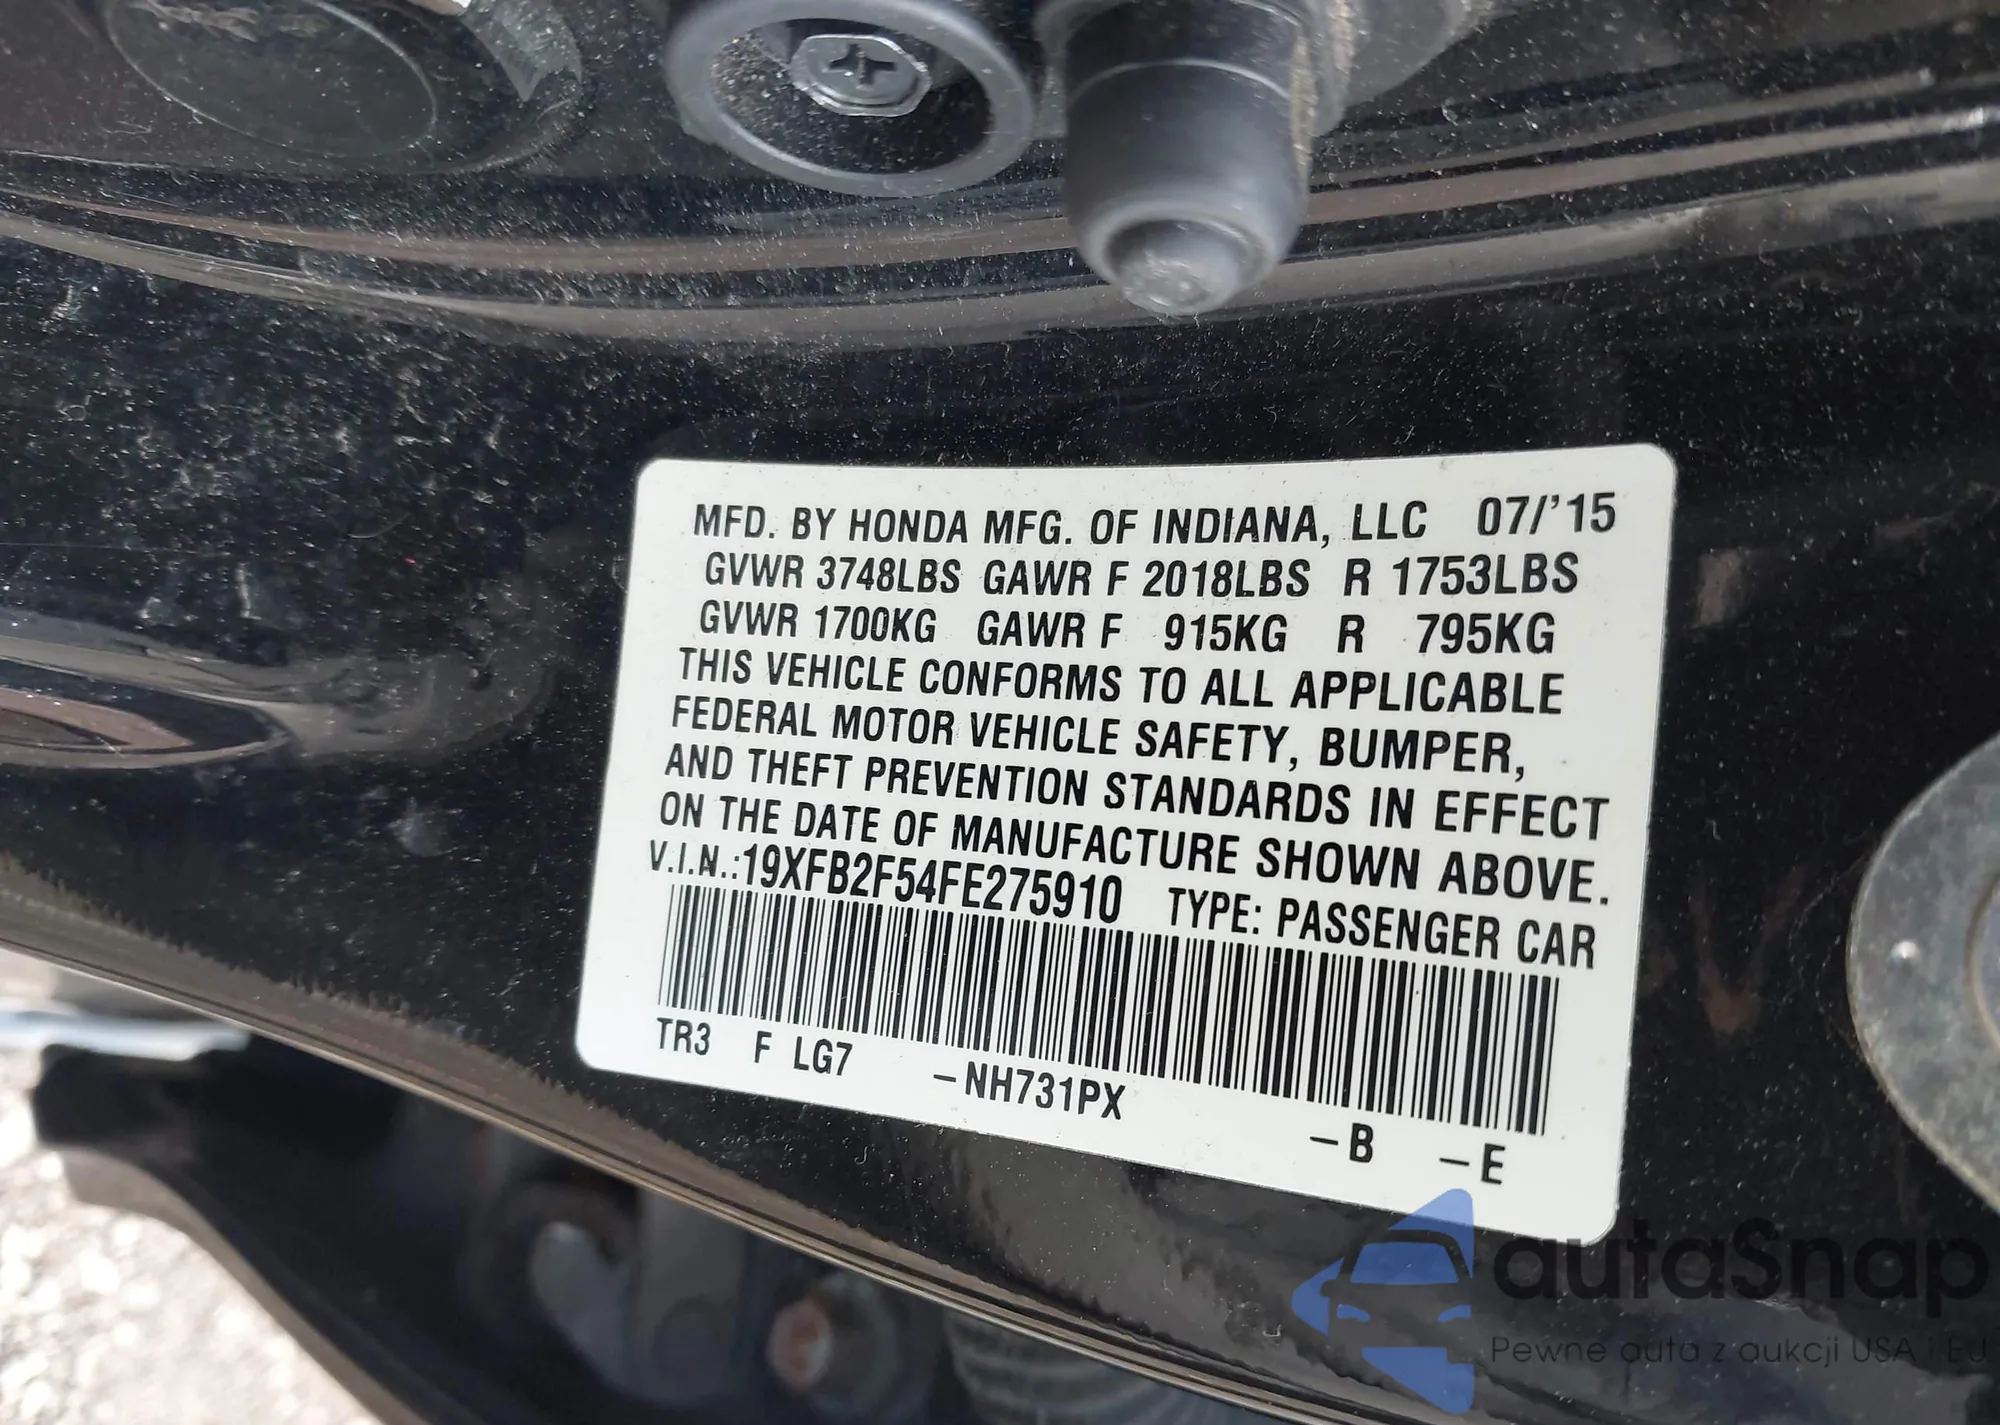 MFD. BY HONDA MFG. OF INDIANA, LLC 07/'15
GVWR 3748LBS GAWR F 2018LBS R 1753LBS
GVWR 1700KG GAWR F 915KG R 795KG
THIS VEHICLE CONFORMS TO ALL APPLICABLE
FEDERAL MOTOR VEHICLE SAFETY, BUMPER,
AND THEFT PREVENTION STANDARDS IN EFFECT
ON THE DATE OF MANUFACTURE SHOWN ABOVE.
V.I.N.:19XFB2F54FE275910 TYPE: PASSENGER CAR
TR3 F LG7 -NH731PX -B -E
autaSnap
Pewne auta z aukcji USA i EU